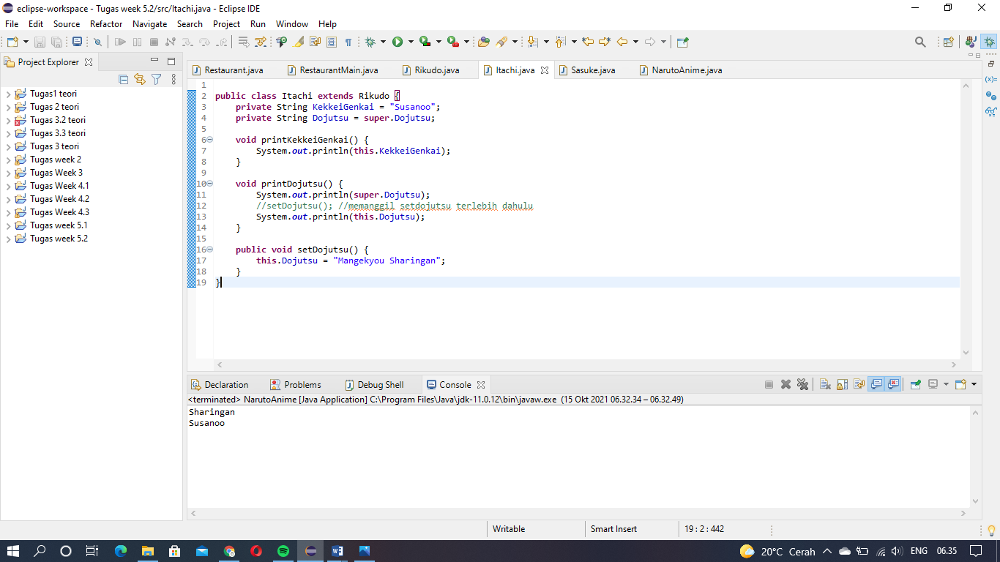 eclipse-workspace - Tugas week 5.2/src/Itachi.java - Eclipse IDE
File Edit Source Refactor Navigate Search Project Run Window Help
Project Explorer
Tugas1 teori
Tugas 2 teori
Tugas 3.2 teori
Tugas 3.3 teori
Tugas 3 teori
Tugas week 2
Tugas Week 3
Tugas Week 4.1
Tugas Week 4.2
Tugas Week 4.3
Tugas week 5.1
Tugas week 5.2
Restaurant.java RestaurantMain.java Rikudo.java Itachi.java Sasuke.java NarutoAnime.java
1
2 public class Itachi extends Rikudo {
3 private String KekkeiGenkai = "Susanoo";
4 private String Dojutsu = super.Dojutsu;
5
6 void printKekkeiGenkai() {
7 System.out.println(this.KekkeiGenkai);
8 }
9
10 void printDojutsu() {
11 System.out.println(super.Dojutsu);
12 //setDojutsu(); //memanggil setdojutsu terlebih dahulu
13 System.out.println(this.Dojutsu);
14 }
15
16 public void setDojutsu() {
17 this.Dojutsu = "Mangekyou Sharingan";
18 }
19 }
(x)=
Declaration Problems Debug Shell Console
<terminated> NarutoAnime [Java Application] C:\Program Files\Java\jdk-11.0.12\bin\javaw.exe (15 Okt 2021 06.32.34 – 06.32.49)
Sharingan
Susanoo
Writable Smart Insert 19 : 2 : 442
20°C Cerah ENG 06.35